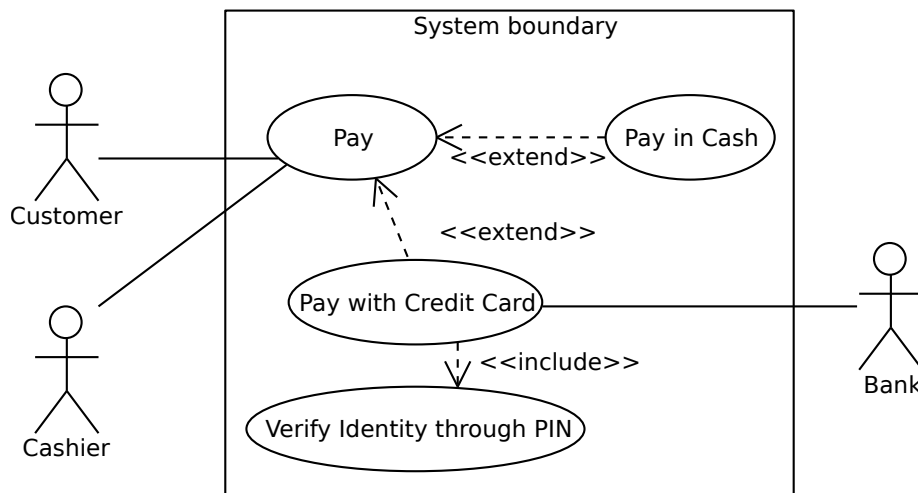 System boundary
Pay
Pay in Cash
<<extend>>
Customer
<<extend>>
Pay with Credit Card
Bank
<<include>>
Verify Identity through PIN
Cashier